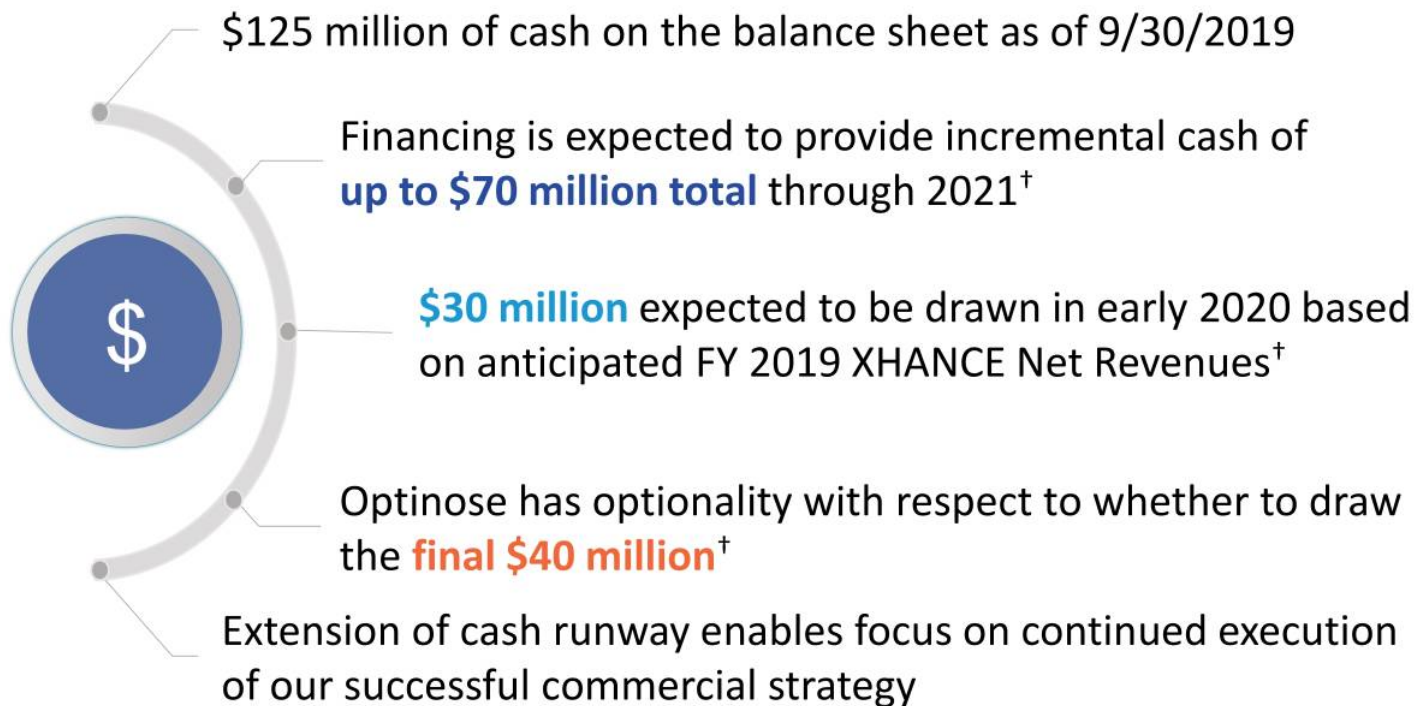 $125 million of cash on the balance sheet as of 9/30/2019
Financing is expected to provide incremental cash of
up to $70 million total through 2021†
$30 million expected to be drawn in early 2020 based
on anticipated FY 2019 XHANCE Net Revenues†
$
Optinose has optionality with respect to whether to draw
the final $40 million†
Extension of cash runway enables focus on continued execution
of our successful commercial strategy